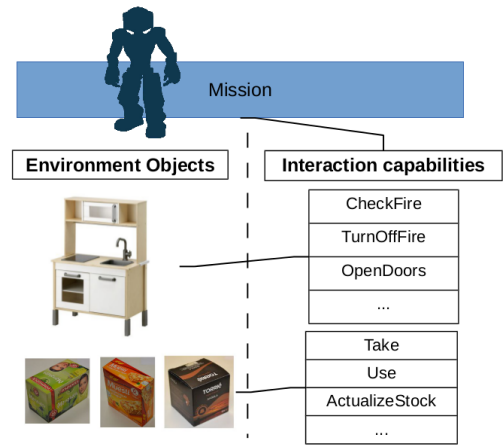 Mission
Environment Objects
Interaction capabilities
CheckFire
TurnOffFire
OpenDoors
...
Take
Use
ActualizeStock
...